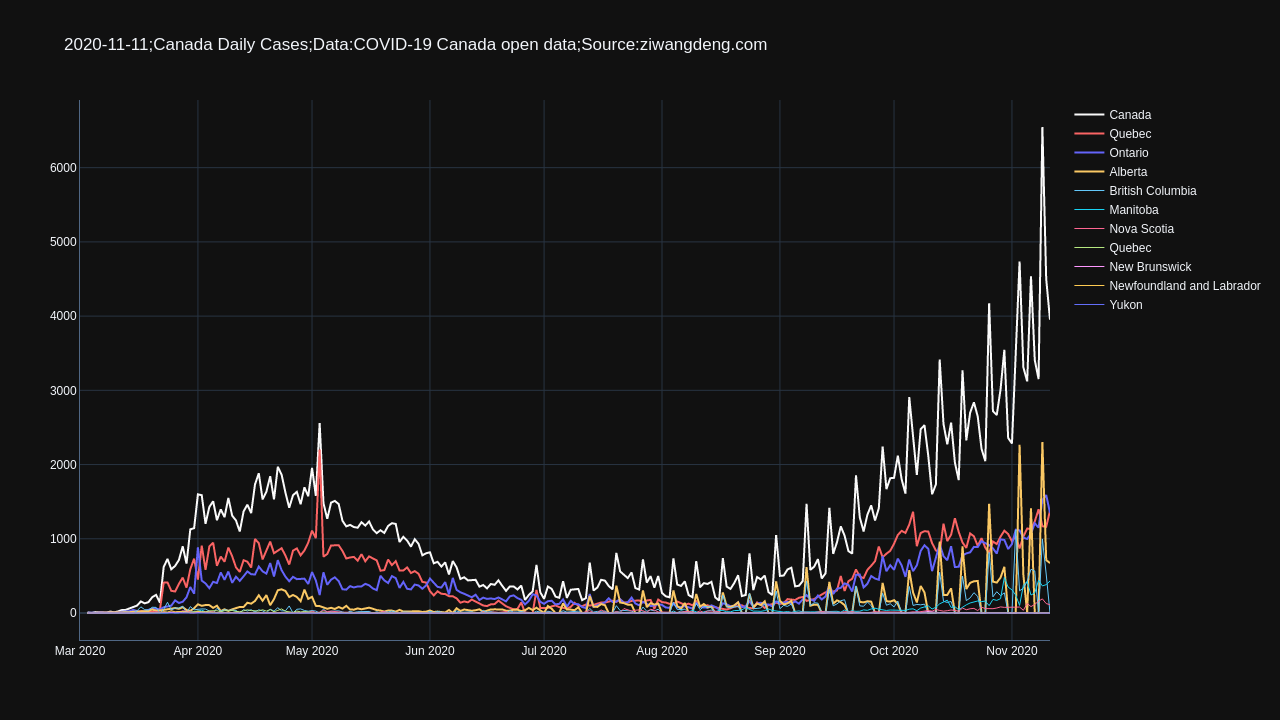 2020-11-11;Canada Daily Cases;Data:COVID-19 Canada open data;Source:ziwangdeng.com
6000
5000
4000
3000
2000
1000
0
Mar 2020
Apr 2020
May 2020
Jun 2020
Jul 2020
Aug 2020
Sep 2020
Oct 2020
Nov 2020
Canada
Quebec
Ontario
Alberta
British Columbia
Manitoba
Nova Scotia
Quebec
New Brunswick
Newfoundland and Labrador
Yukon